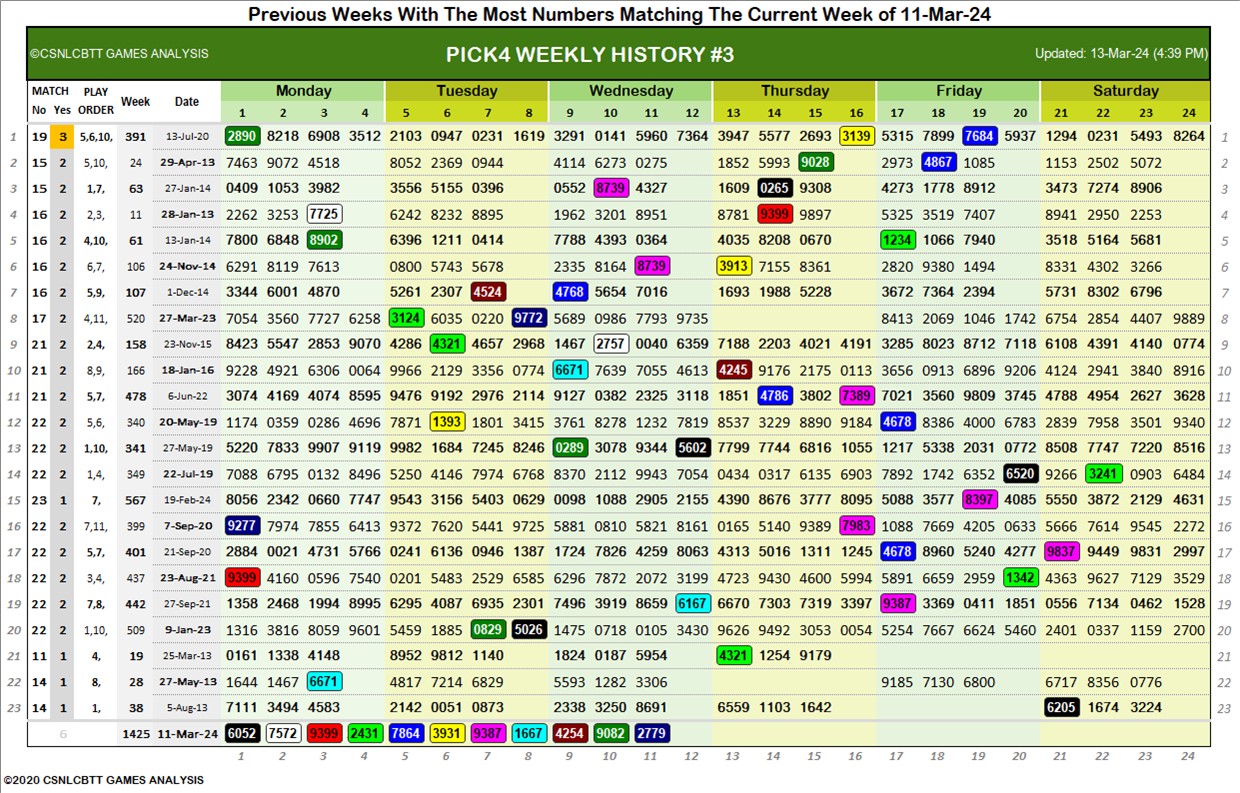 Previous Weeks With The Most Numbers Matching The Current Week of 11-Mar-24
©CSNLCBTT GAMES ANALYSIS PICK4 WEEKLY HISTORY #3 Updated: 13-Mar-24 (4:39 PM)
MATCH PLAY Week Date Monday Tuesday Wednesday Thursday Friday Saturday
No Yes ORDER 1 2 3 4 5 6 7 8 9 10 11 12 13 14 15 16 17 18 19 20 21 22 23 24
1 19 3 5,6,10, 391 13-Jul-20 2890 8218 6908 3512 2103 0947 0231 1619 3291 0141 5960 7364 3947 5577 2693 3139 5315 7899 7684 5937 1294 0231 5493 8264 1
2 15 2 5,10, 24 29-Apr-13 7463 9072 4518 8052 2369 0944 4114 6273 0275 1852 5993 9028 2973 4867 1085 1153 2502 5072 2
3 15 2 1,7, 63 27-Jan-14 0409 1053 3982 3556 5155 0396 0552 8739 4327 1609 0265 9308 4273 1778 8912 3473 7274 8906 3
4 16 2 2,3, 11 28-Jan-13 2262 3253 7725 6242 8232 8895 1962 3201 8951 8781 9399 9897 5325 3519 7407 8941 2950 2253 4
5 16 2 4,10, 61 13-Jan-14 7800 6848 8902 6396 1211 0414 7788 4393 0364 4035 8208 0670 1234 1066 7940 3518 5164 5681 5
6 16 2 6,7, 106 24-Nov-14 6291 8119 7613 0800 5743 5678 2335 8164 8739 3913 7155 8361 2820 9380 1494 8331 4302 3266 6
7 16 2 5,9, 107 1-Dec-14 3344 6001 4870 5261 2307 4524 4768 5654 7016 1693 1988 5228 3672 7364 2394 5731 8302 6796 7
8 17 2 4,11, 520 27-Mar-23 7054 3560 7727 6258 3124 6035 0220 9772 5689 0986 7793 9735 8413 2069 1046 1742 6754 2854 4407 9889 8
9 21 2 2,4, 158 23-Nov-15 8423 5547 2853 9070 4286 4321 4657 2968 1467 2757 0040 6359 7188 2203 4021 4191 3285 8023 8712 7118 6108 4391 4140 0774 9
10 21 2 8,9, 166 18-Jan-16 9228 4921 6306 0064 9966 2129 3356 0774 6671 7639 7055 4613 4245 9176 2175 0113 3656 0913 6896 9206 4124 2941 3840 8916 10
11 21 2 5,7, 478 6-Jun-22 3074 4169 4074 8595 9476 9192 2976 2114 9127 0382 2325 3118 1851 4786 3802 7389 7021 3560 9809 3745 4788 4954 2627 3628 11
12 22 2 5,6, 340 20-May-19 1174 0359 0286 4696 7871 1393 1801 3415 3761 8278 1232 7819 8537 3229 8890 9184 4678 8386 4000 6783 2839 7958 3501 9340 12
13 22 2 1,10, 341 27-May-19 5220 7833 9907 9119 9982 1684 7245 8246 0289 3078 9344 5602 7799 7744 6816 1055 1217 5338 2031 0772 8508 7747 7220 8516 13
14 22 2 1,4, 349 22-Jul-19 7088 6795 0132 8496 5250 4146 7974 6768 8370 2112 9943 7054 0434 0317 6135 6903 7892 1742 6352 6520 9266 3241 0903 6484 14
15 23 1 7, 567 19-Feb-24 8056 2342 0660 7747 9543 3156 5403 0629 0098 1088 2905 2155 4390 8676 3777 8095 5088 3577 8397 4085 5550 3872 2129 4631 15
16 22 2 7,11, 399 7-Sep-20 9277 7974 7855 6413 9372 7620 5441 9725 5881 0810 5821 8161 0165 5140 9389 7983 1088 7669 4205 0633 5666 7614 9545 2272 16
17 22 2 5,7, 401 21-Sep-20 2884 0021 4731 5766 0241 6136 0946 1387 1724 7826 4259 8063 4313 5016 1311 1245 4678 8960 5240 4277 9837 9449 9831 2997 17
18 22 2 3,4, 437 23-Aug-21 9399 4160 0596 7540 0201 5483 2529 6585 6296 7872 2072 3199 4723 9430 4600 5994 5891 6659 2959 1342 4363 9627 7129 3529 18
19 22 2 7,8, 442 27-Sep-21 1358 2468 1994 8995 6295 4087 6935 2301 7496 3919 8659 6167 6670 7303 7319 3397 9387 3369 0411 1851 0556 7134 0462 1528 19
20 22 2 1,10, 509 9-Jan-23 1316 3816 8059 9601 5459 1885 0829 5026 1475 0718 0105 3430 9626 9492 3053 0054 5254 7667 6624 5460 2401 0337 1159 2700 20
21 11 1 4, 19 25-Mar-13 0161 1338 4148 8952 9812 1140 1824 0187 5954 4321 1254 9179 21
22 14 1 8, 28 27-May-13 1644 1467 6671 4817 7214 6829 5593 1282 3306 9185 7130 6800 6717 8356 0776 22
23 14 1 1, 38 5-Aug-13 7111 3494 4583 2142 0051 0873 2338 3250 8691 6559 1103 1642 6205 1674 3224 23
6 1425 11-Mar-24 6052 7572 9399 2431 7864 3931 9387 1667 4254 9082 2779
1 2 3 4 5 6 7 8 9 10 11 12 13 14 15 16 17 18 19 20 21 22 23 24
©2020 CSNLCBTT GAMES ANALYSIS